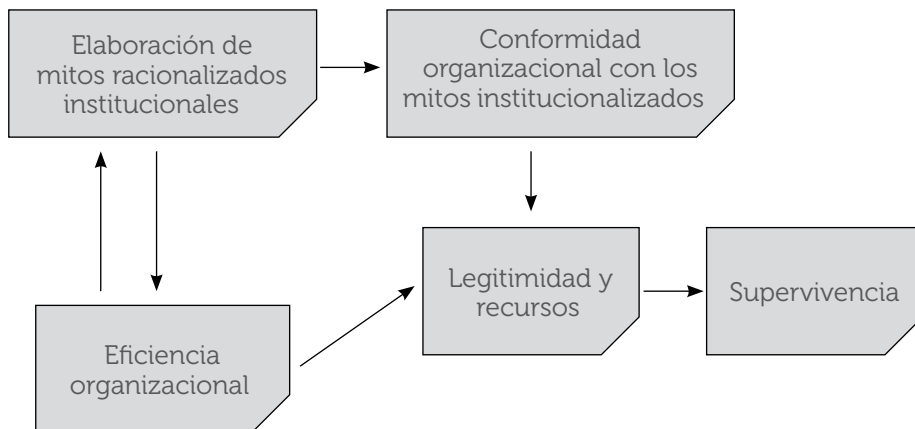 Elaboración de
mitos racionalizados
institucionales
Conformidad
organizacional con los
mitos institucionalizados
Legitimidad y
recursos
Supervivencia
Eficiencia
organizacional